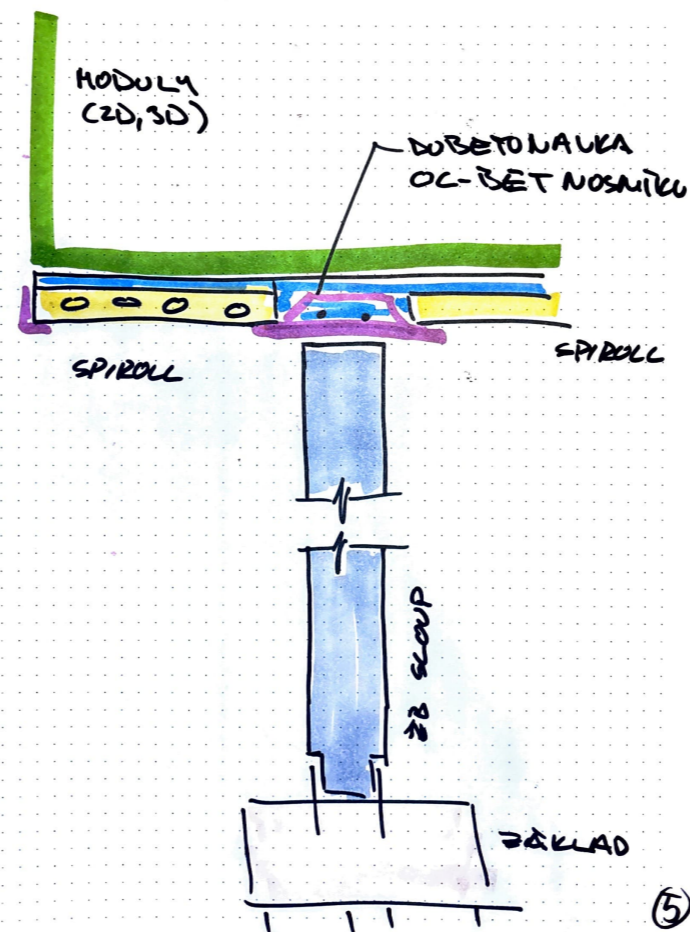 MODULY
(2D, 3D)
DOBETONÁVKA
OC-BET NOSNÍKU
SPIROLL
SPIROLL
ŽB SLOUP
ZÁKLAD
5